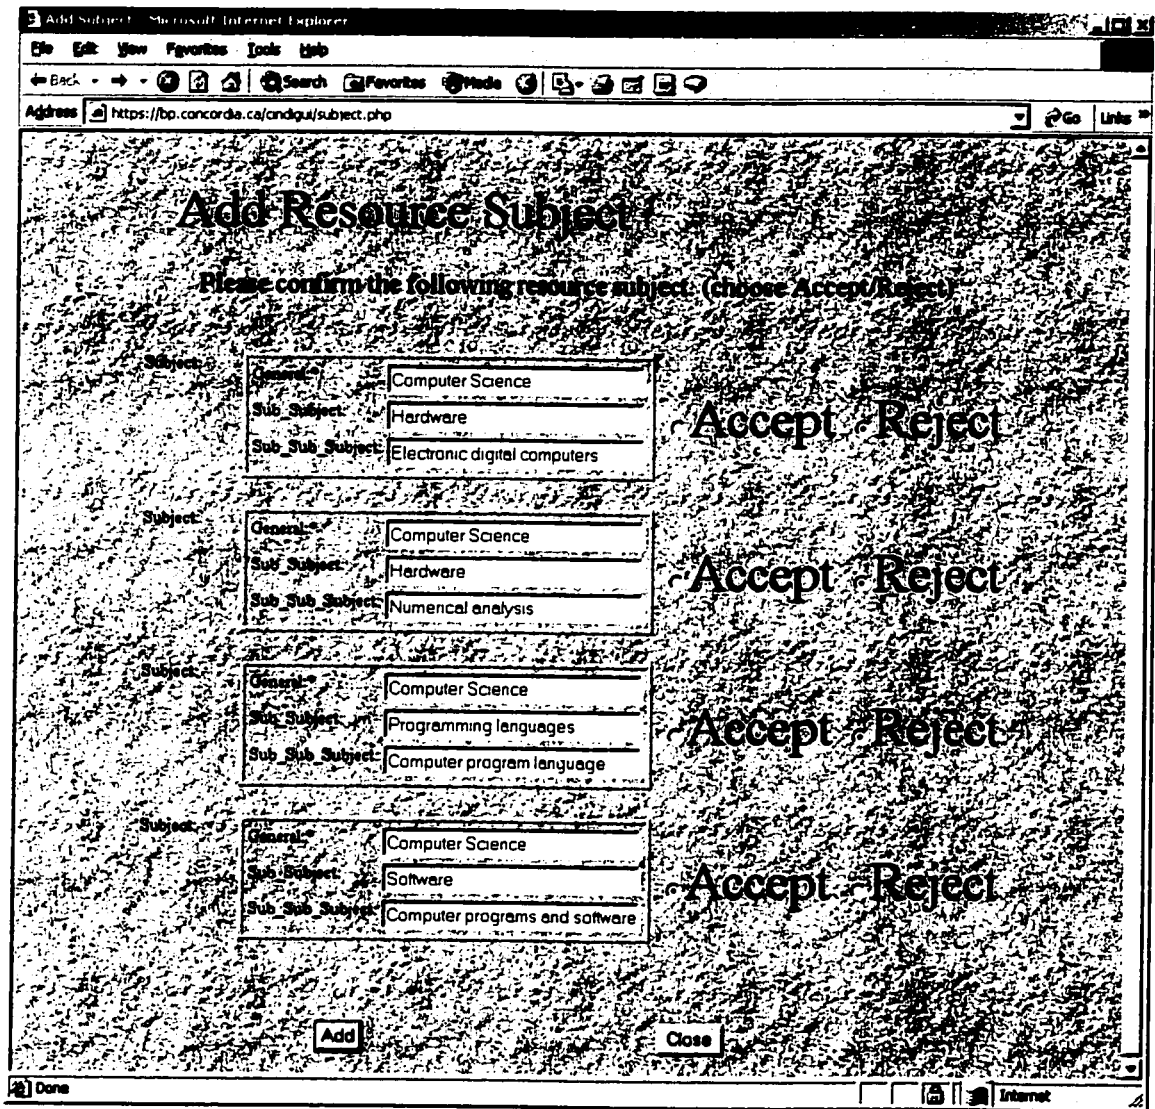 Add Subject - Microsoft Internet Explorer
File Edit View Favorites Tools Help
Back Search Favorites Media
Address https://bp.concordia.ca/cindigui/subject.php Go Links »
Add Resource Subject
Please confirm the following resource subject. (choose Accept/Reject)
Subject: General:* Computer Science
Sub_Subject: Hardware
Sub_Sub_Subject: Electronic digital computers
Accept Reject
Subject: General:* Computer Science
Sub_Subject: Hardware
Sub_Sub_Subject: Numerical analysis
Accept Reject
Subject: General:* Computer Science
Sub_Subject: Programming languages
Sub_Sub_Subject: Computer program language
Accept Reject
Subject: General:* Computer Science
Sub_Subject: Software
Sub_Sub_Subject: Computer programs and software
Accept Reject
Add Close
Done Internet